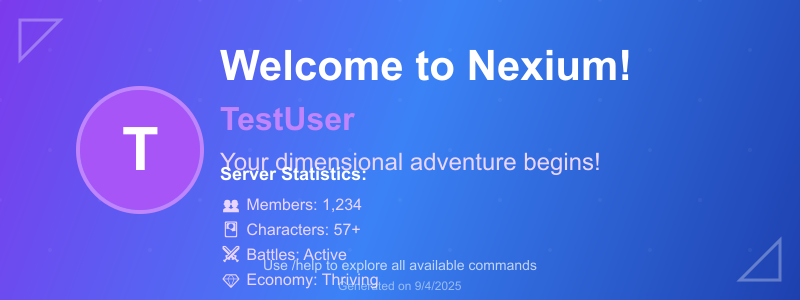 Welcome to Nexium!
T
TestUser
Your dimensional adventure begins!
Server Statistics:
Members: 1,234
Characters: 57+
Battles: Active
Use /help to explore all available commands
Economy: Thriving
Generated on 9/4/2025